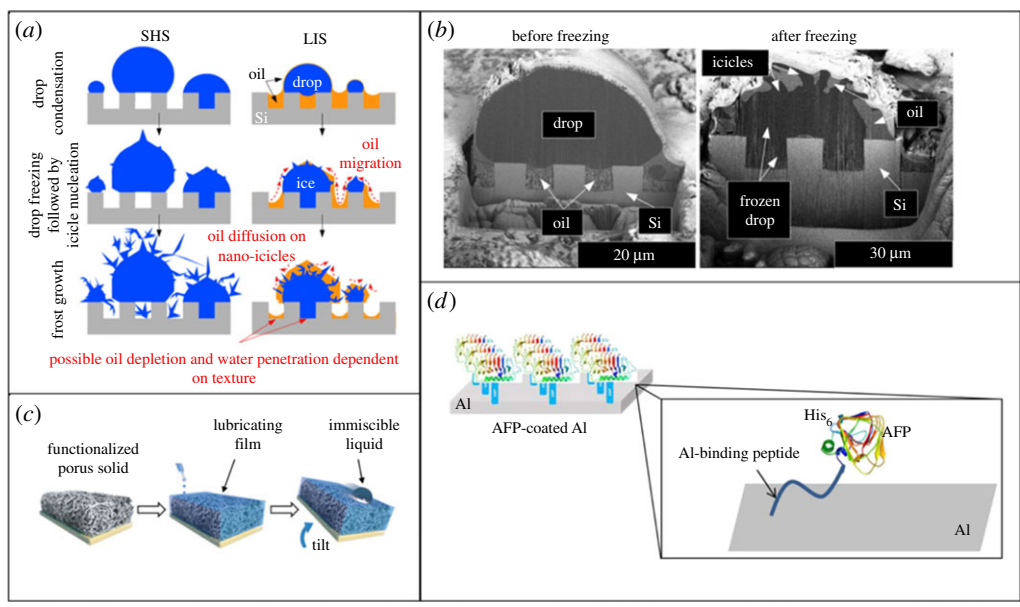 (a)
SHS
LIS
drop
condensation
oil
drop
Si
drop freezing
followed by
icicle nucleation
ice
oil
migration
oil diffusion on
nano-icicles
frost growth
possible oil depletion and water penetration dependent
on texture
(b)
before freezing
after freezing
drop
oil
Si
20 µm
icicles
oil
frozen
drop
Si
30 µm
(c)
functionalized
porus solid
lubricating
film
immiscible
liquid
tilt
(d)
Al
AFP-coated Al
His6
AFP
Al-binding peptide
Al